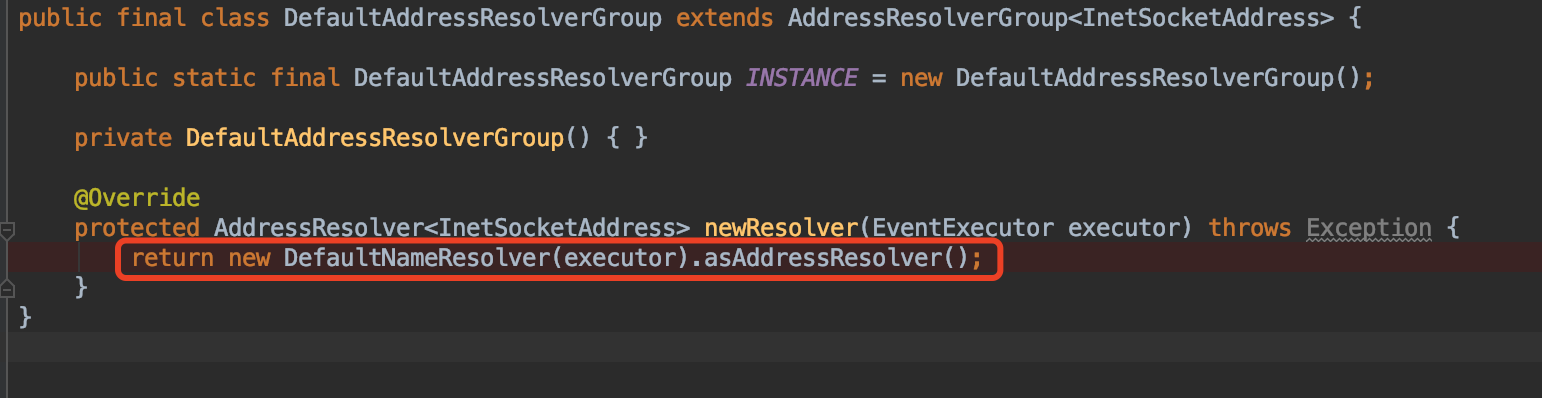 public final class DefaultAddressResolverGroup extends AddressResolverGroup<InetSocketAddress> {
public static final DefaultAddressResolverGroup INSTANCE = new DefaultAddressResolverGroup();
private DefaultAddressResolverGroup() { }
@Override
protected AddressResolver<InetSocketAddress> newResolver(EventExecutor executor) throws Exception {
return new DefaultNameResolver(executor).asAddressResolver();
}
}